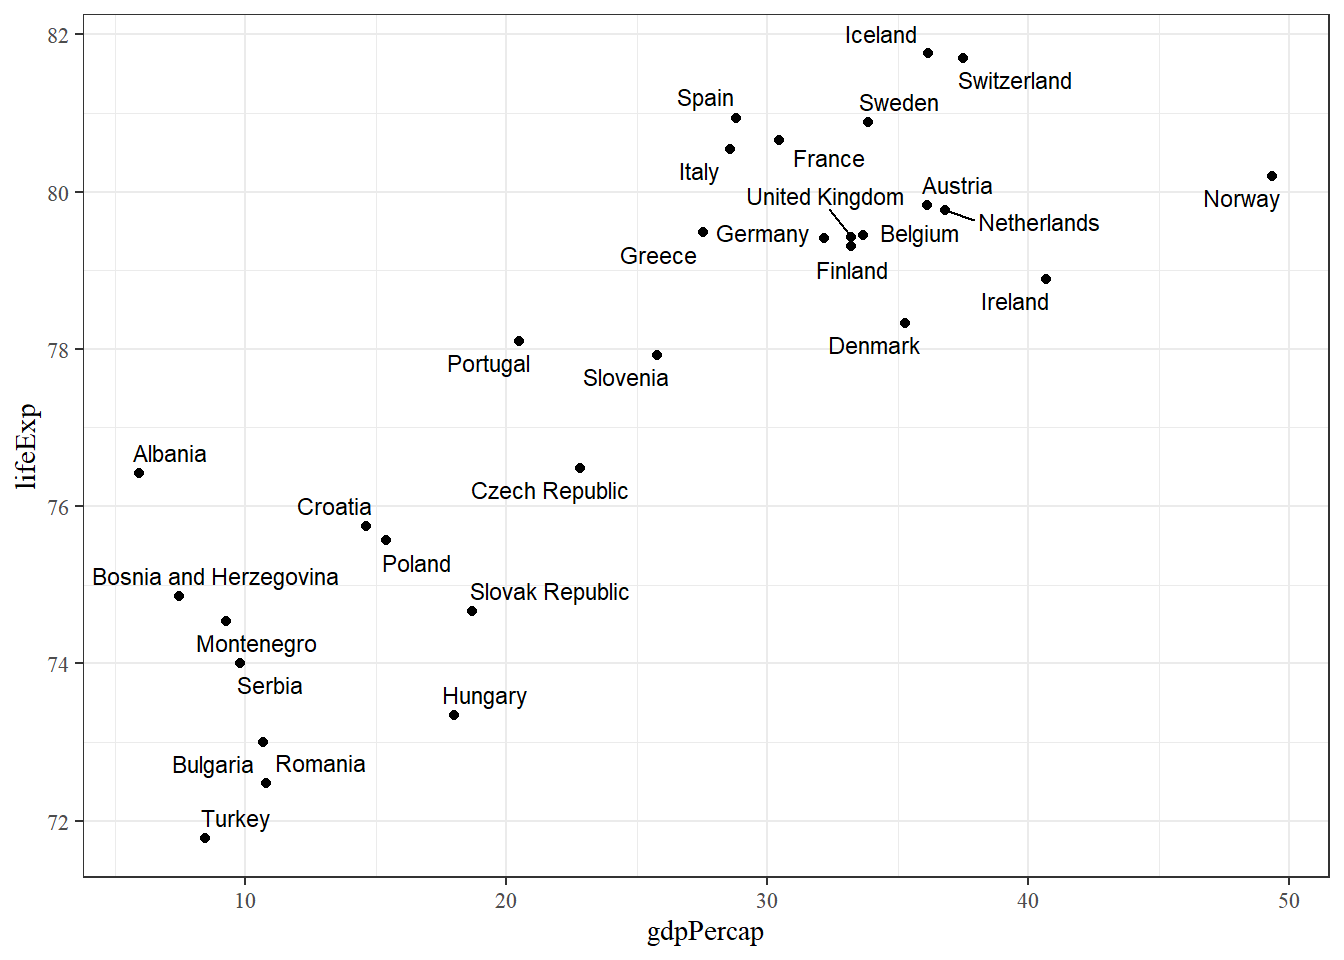 82
Iceland
Switzerland
Spain
Sweden
France
Italy
80
Austria
United Kingdom
Norway
Netherlands
Germany
Belgium
Greece
Finland
Ireland
78
Denmark
Portugal
Slovenia
lifeExp
Albania
76
Czech Republic
Croatia
Poland
Bosnia and Herzegovina
Slovak Republic
Montenegro
74
Serbia
Hungary
Bulgaria
Romania
72
Turkey
10
20
30
40
50
gdpPercap